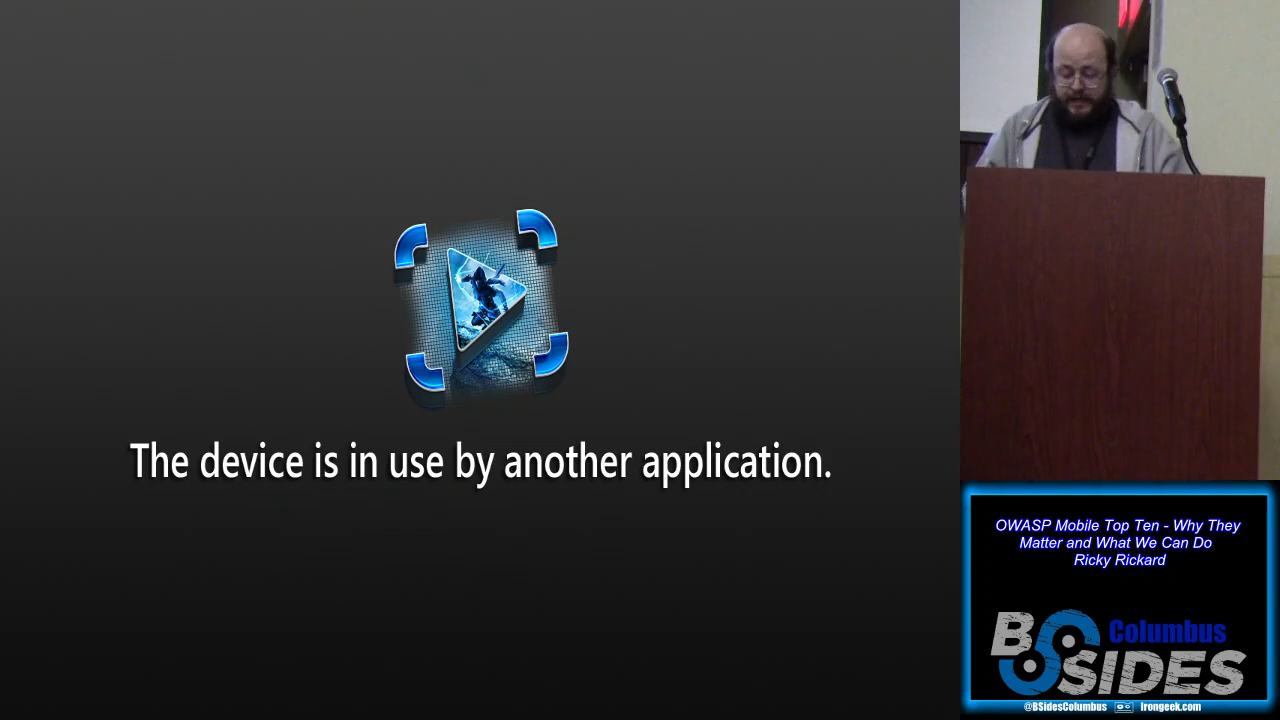 The device is in use by another application.
OWASP Mobile Top Ten - Why They
Matter and What We Can Do
Ricky Rickard
BSIDES
Columbus
@BSidesColumbus Irongeek.com